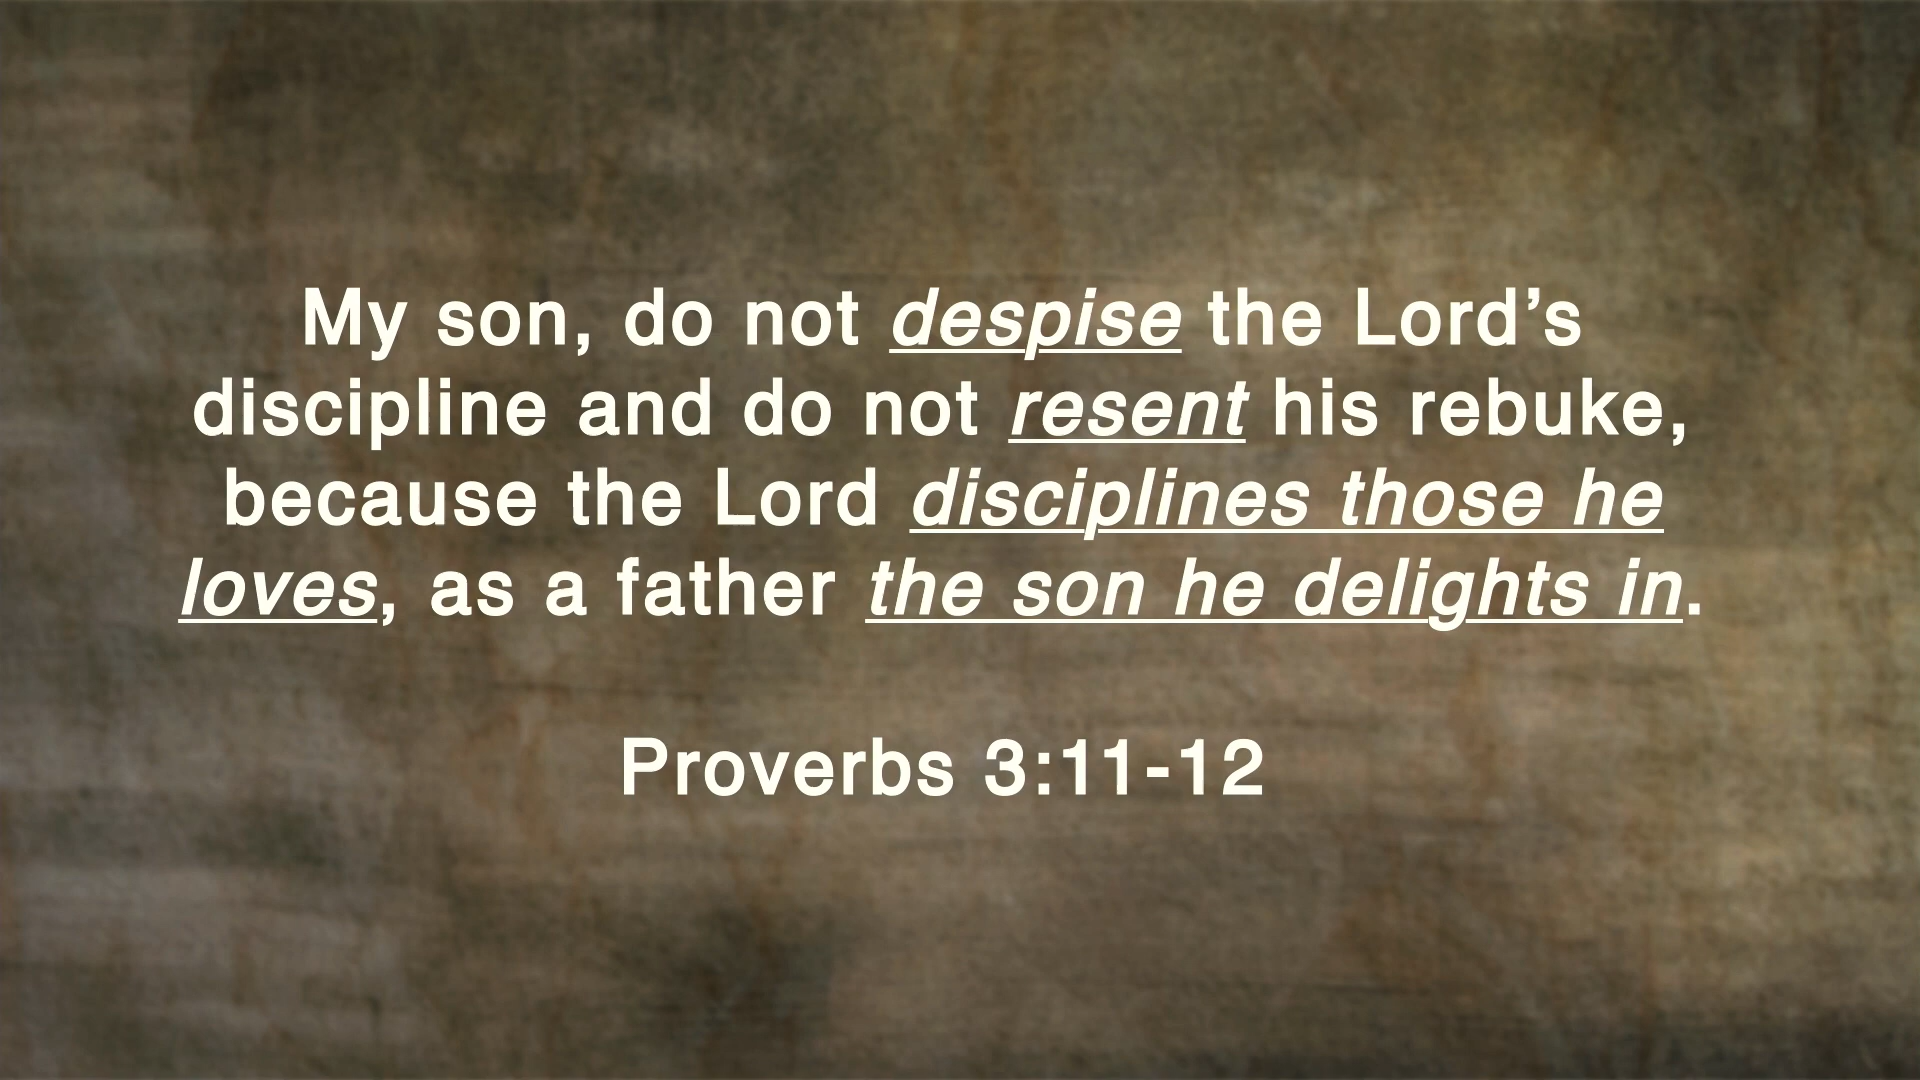 My son, do not despise the Lord’s
discipline and do not resent his rebuke,
because the Lord disciplines those he
loves, as a father the son he delights in.
Proverbs 3:11-12